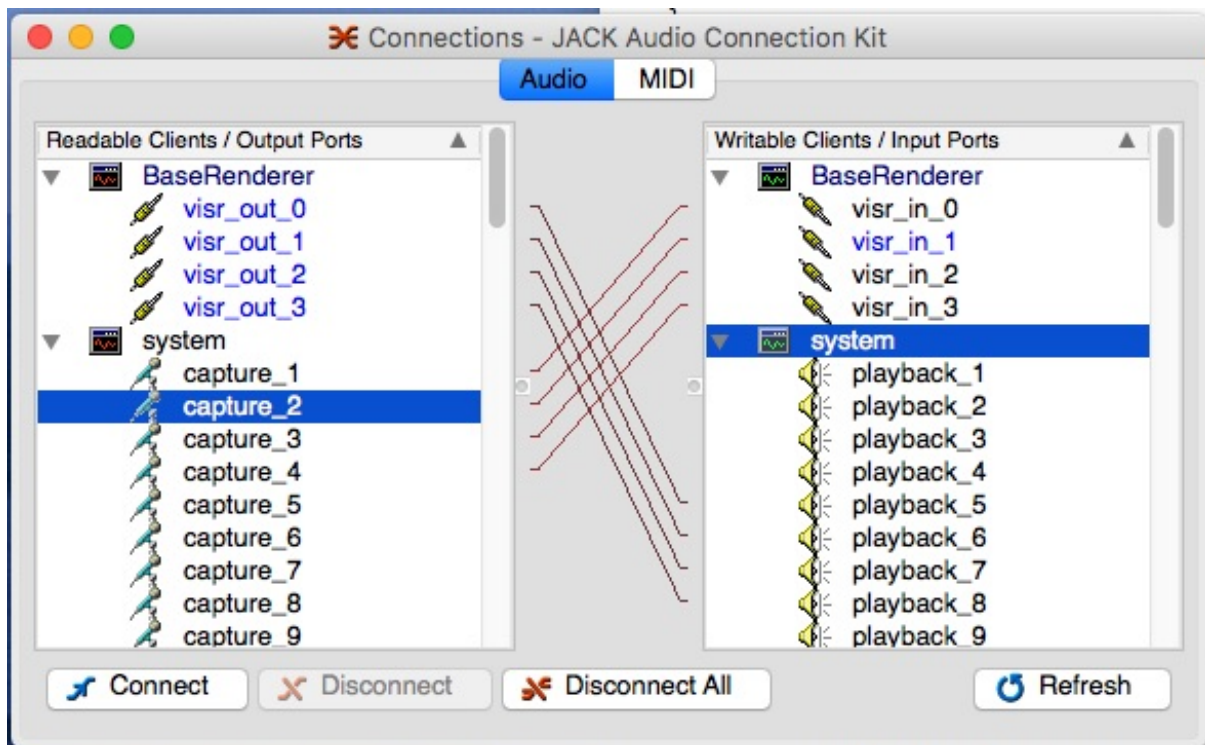 Connections - JACK Audio Connection Kit
Audio MIDI
Readable Clients / Output Ports
BaseRenderer
visr_out_0
visr_out_1
visr_out_2
visr_out_3
system
capture_1
capture_2
capture_3
capture_4
capture_5
capture_6
capture_7
capture_8
capture_9
Writable Clients / Input Ports
BaseRenderer
visr_in_0
visr_in_1
visr_in_2
visr_in_3
system
playback_1
playback_2
playback_3
playback_4
playback_5
playback_6
playback_7
playback_8
playback_9
Connect Disconnect Disconnect All Refresh